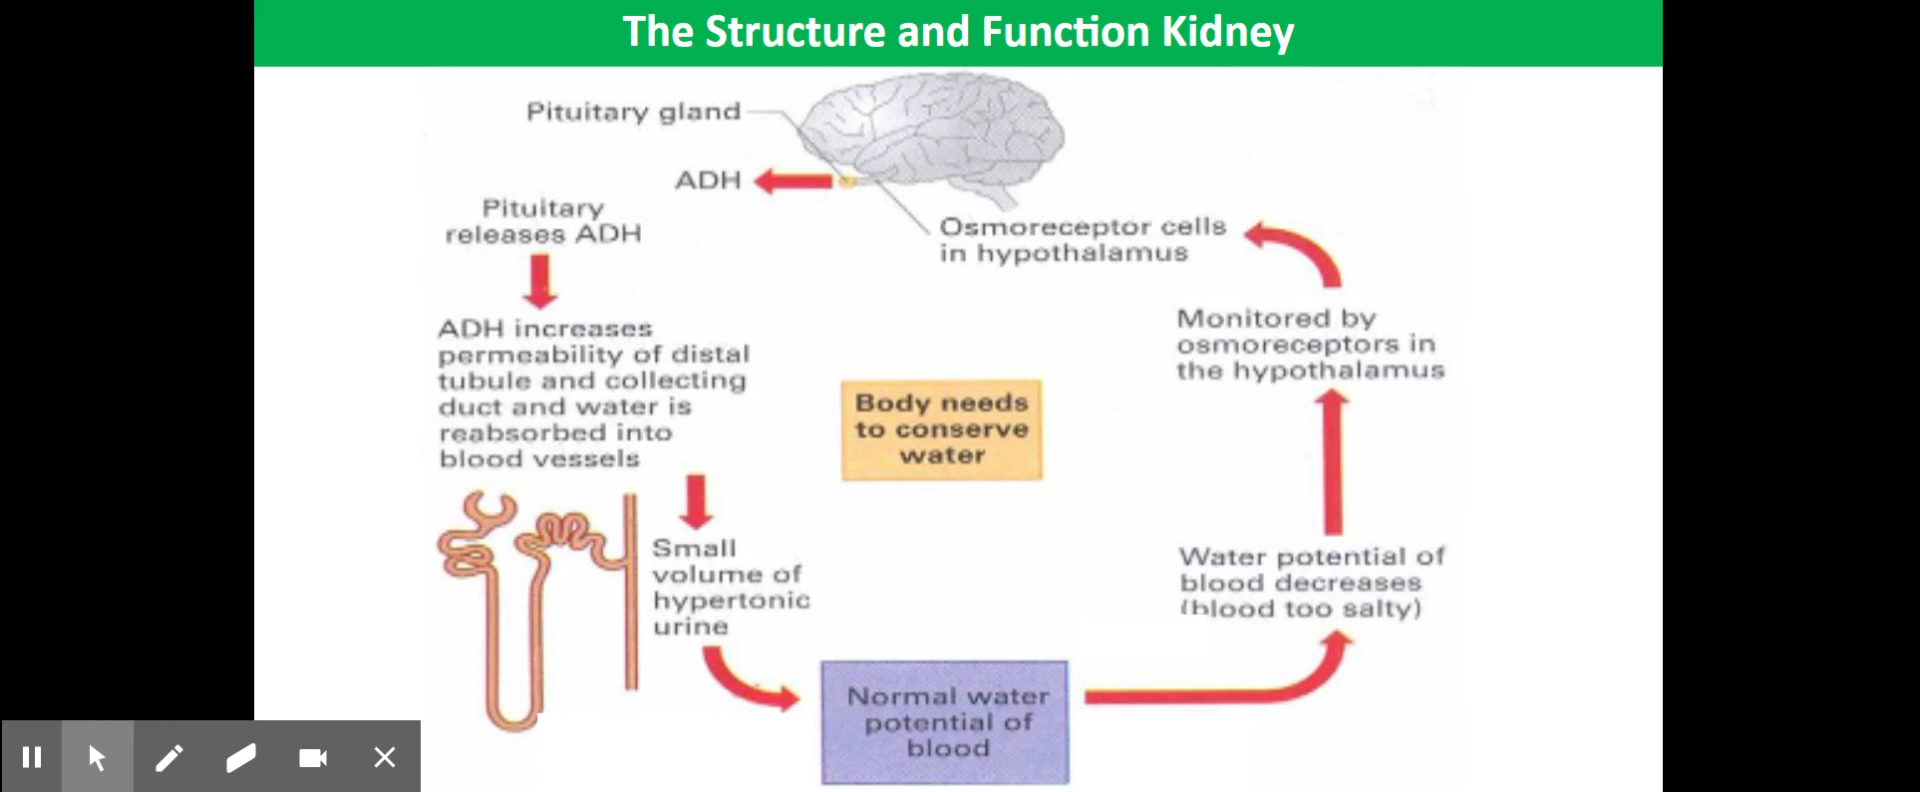 The Structure and Function Kidney
Pituitary gland
ADH
Pituitary
releases ADH
Osmoreceptor cells
in hypothalamus
ADH increases
permeability of distal
tubule and collecting
duct and water is
reabsorbed into
blood vessels
Monitored by
osmoreceptors in
the hypothalamus
Body needs
to conserve
water
Small
volume of
hypertonic
urine
Water potential of
blood decreases
(blood too salty)
Normal water
potential of
blood